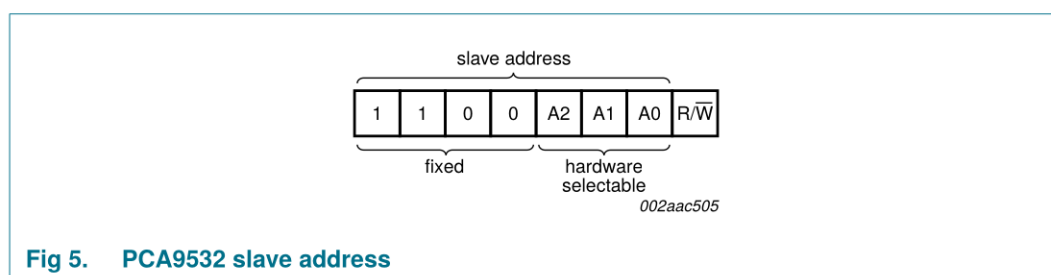 slave address
1 1 0 0 A2 A1 A0 R/W̅
fixed
hardware
selectable
002aac505
Fig 5. PCA9532 slave address